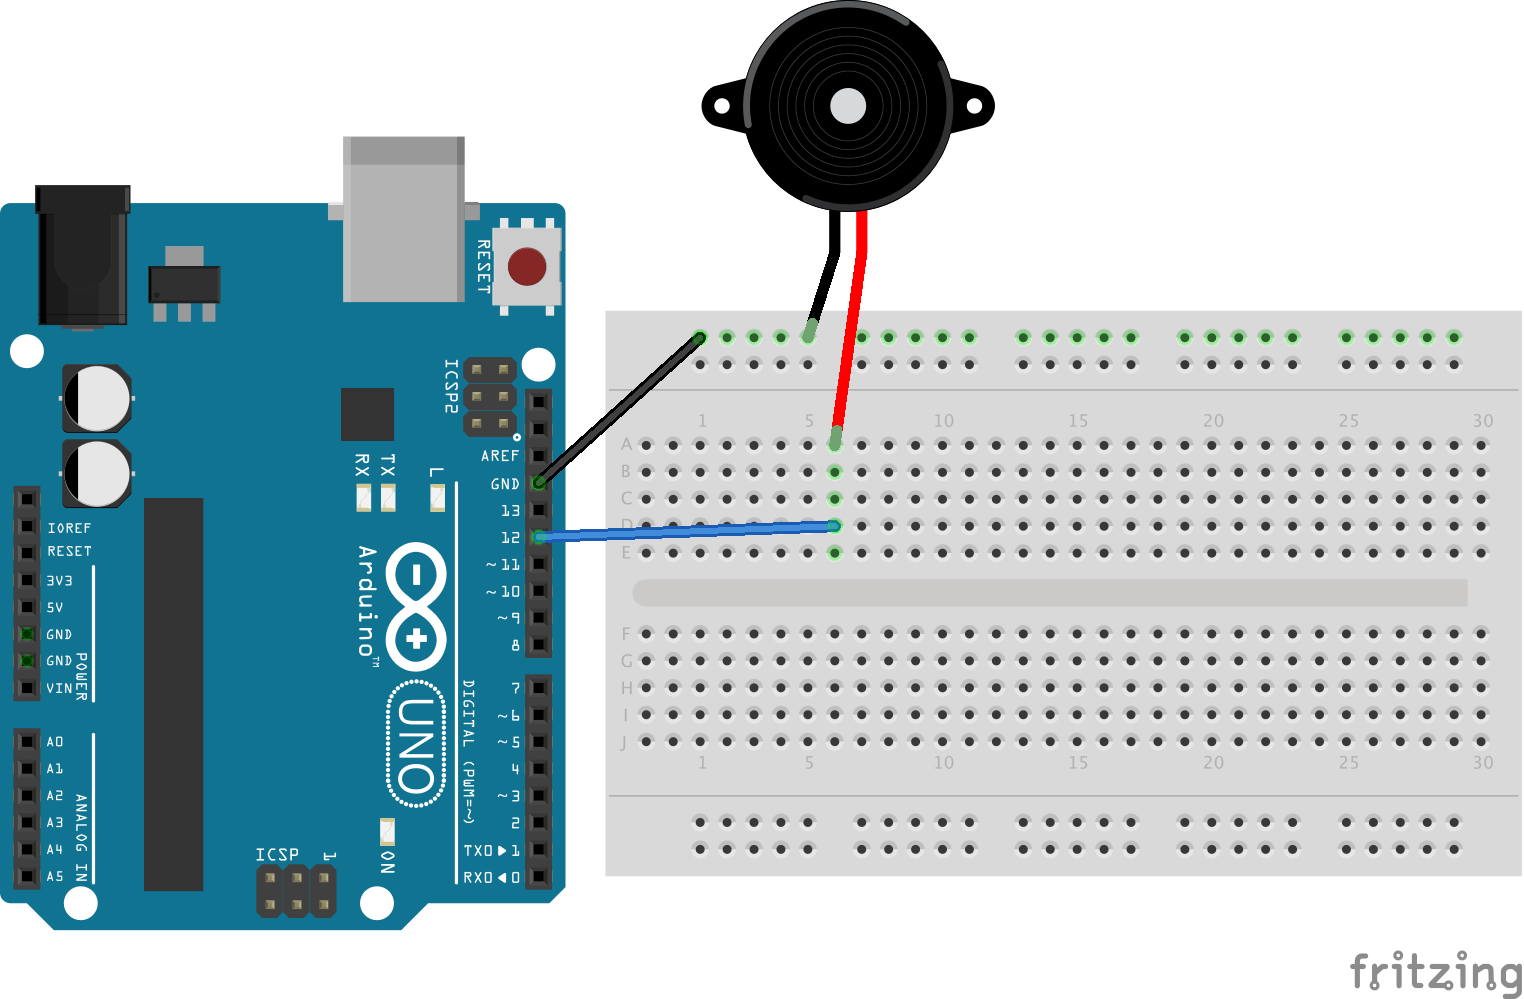 RESET
ICSP2
AREF
GND
13
12
~11
~10
~9
8
RX
TX
L
IOREF
RESET
3V3
5V
GND
GND
VIN
POWER
Arduino™
UNO
DIGITAL (PWM=~)
7
~6
~5
4
~3
2
TX0▶1
RX0◀0
A0
A1
A2
A3
A4
A5
ANALOG IN
ICSP
1
ON
1 5 10 15 20 25 30
A
B
C
D
E
F
G
H
I
J
1 5 10 15 20 25 30
fritzing